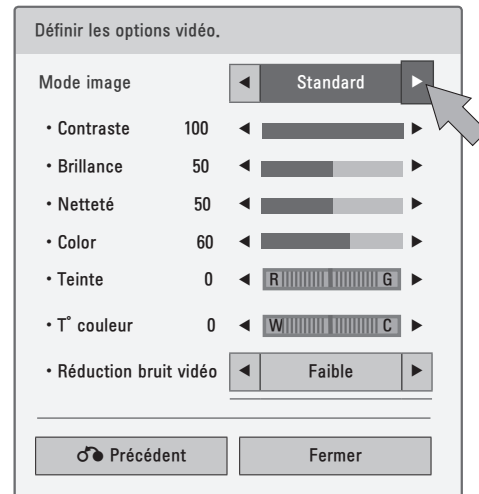 Définir les options vidéo.
Mode image ◀ Standard ▶
• Contraste 100 ◀ ▶
• Brillance 50 ◀ ▶
• Netteté 50 ◀ ▶
• Color 60 ◀ ▶
• Teinte 0 ◀ R G ▶
• T° couleur 0 ◀ W C ▶
• Réduction bruit vidéo ◀ Faible ▶
Précédent Fermer